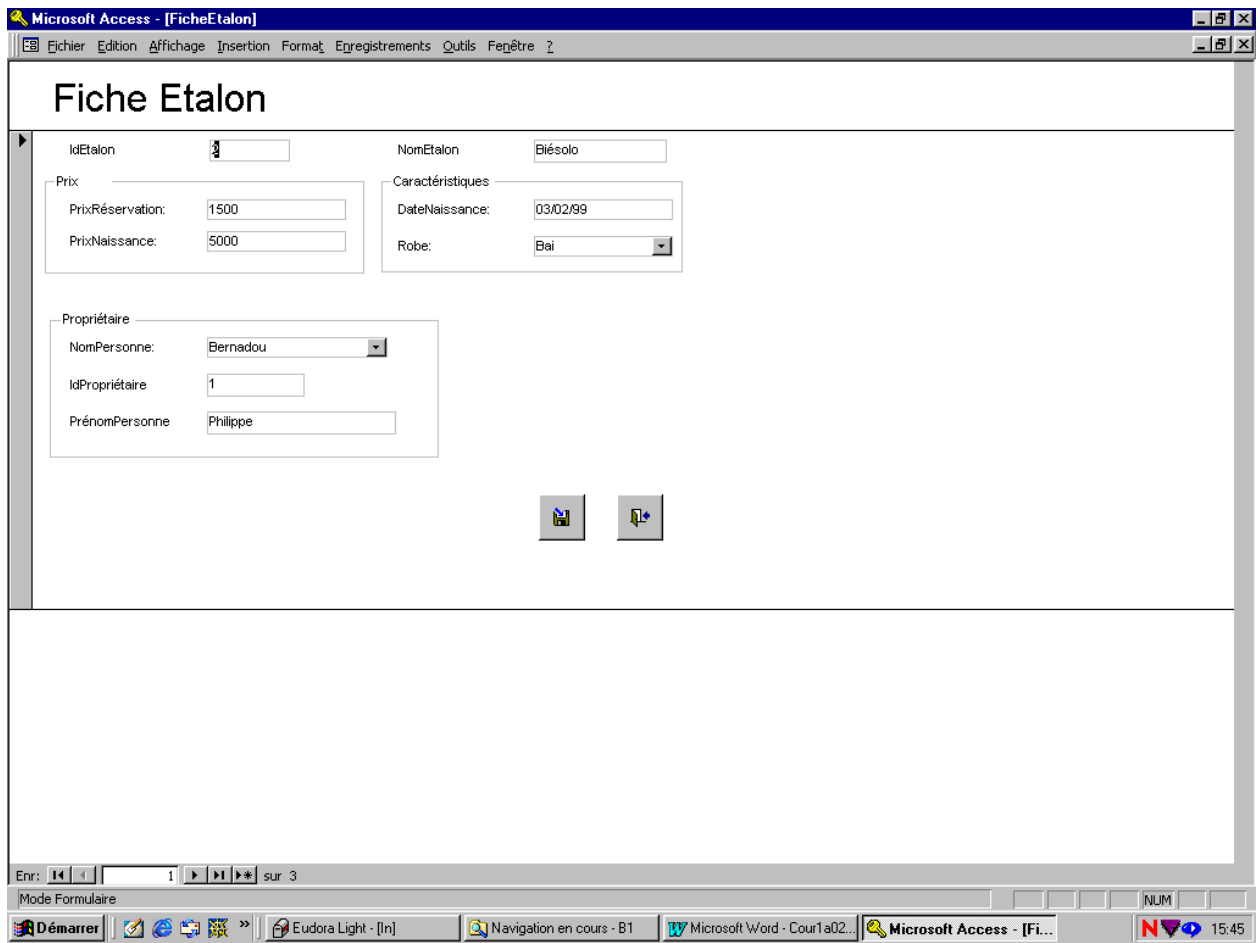 Microsoft Access - [FicheEtalon]
Fichier Edition Affichage Insertion Format Enregistrements Outils Fenêtre ?
Fiche Etalon
IdEtalon 2 NomEtalon Biésolo
Prix Caractéristiques
PrixRéservation: 1500 DateNaissance: 03/02/99
PrixNaissance: 5000 Robe: Bai
Propriétaire
NomPersonne: Bernadou
IdPropriétaire 1
PrénomPersonne Philippe
Enr: 1 sur 3
Mode Formulaire NUM
Démarrer » Eudora Light - [In] Navigation en cours - B1 Microsoft Word - Cour1a02... Microsoft Access - [Fi... N 15:45